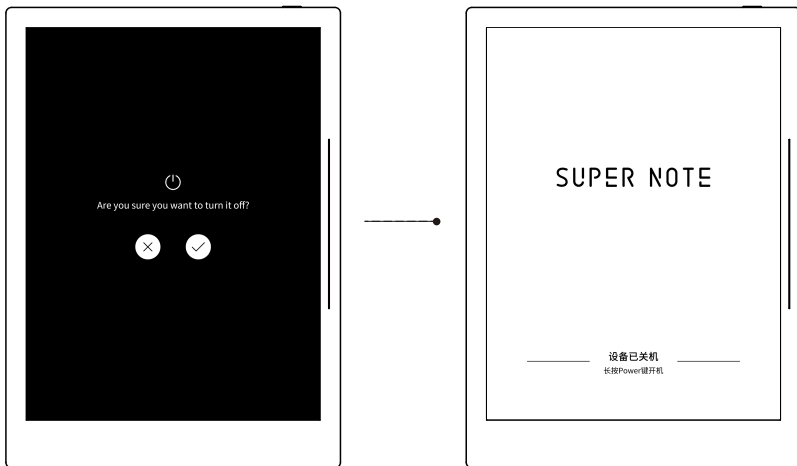 Are you sure you want to turn it off?
SUPER NOTE
设备已关机
长按Power键开机